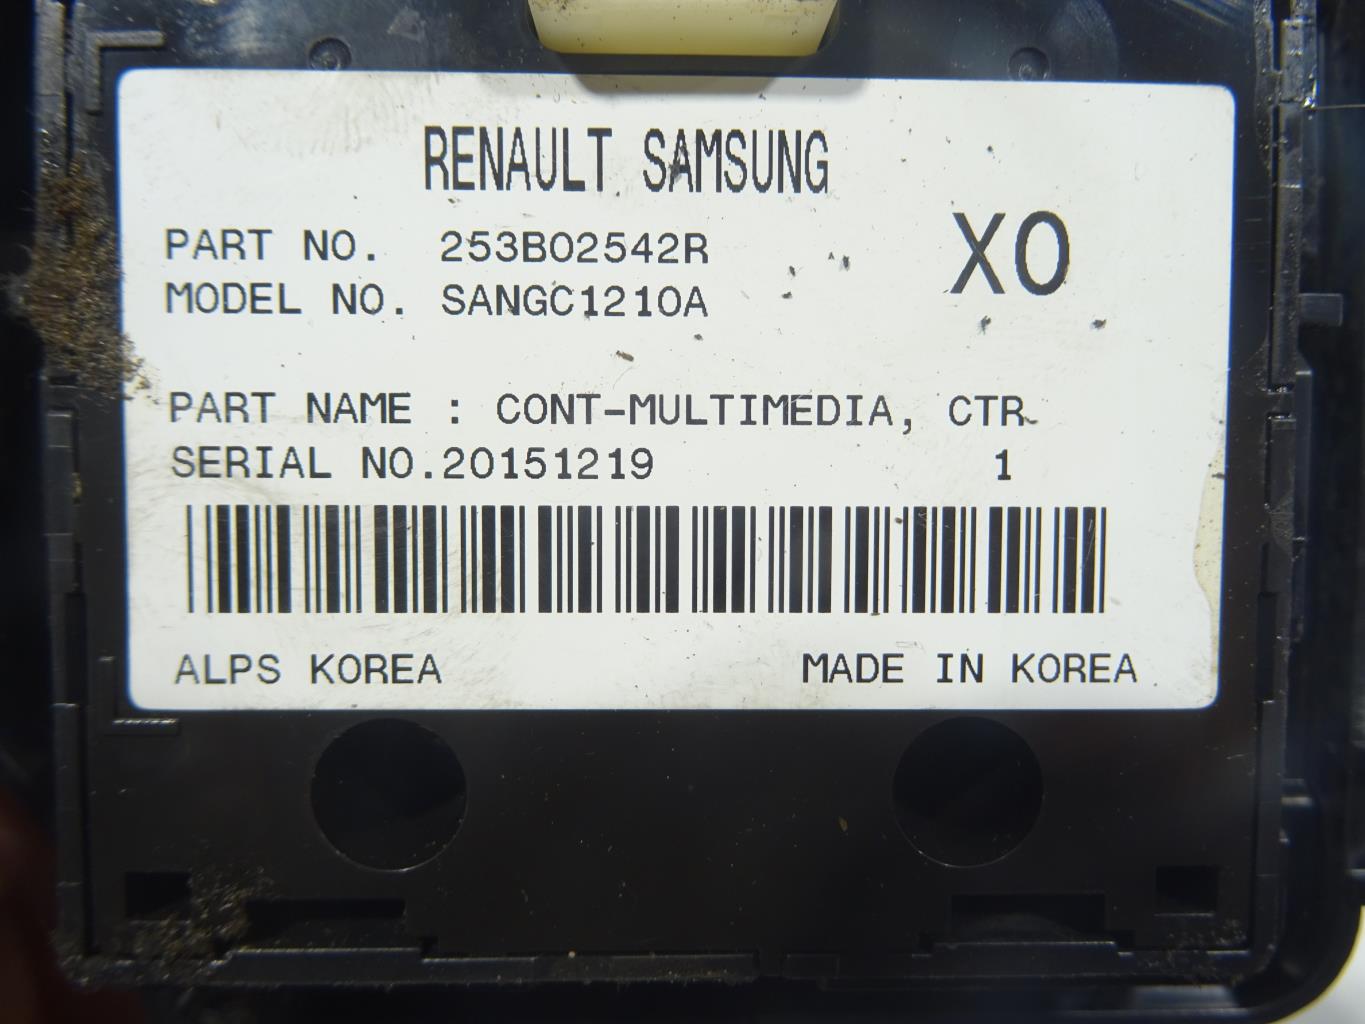 RENAULT SAMSUNG
PART NO. 253B02542R
XO
MODEL NO. SANGC1210A
PART NAME : CONT-MULTIMEDIA, CTR
SERIAL NO.20151219 1
ALPS KOREA MADE IN KOREA